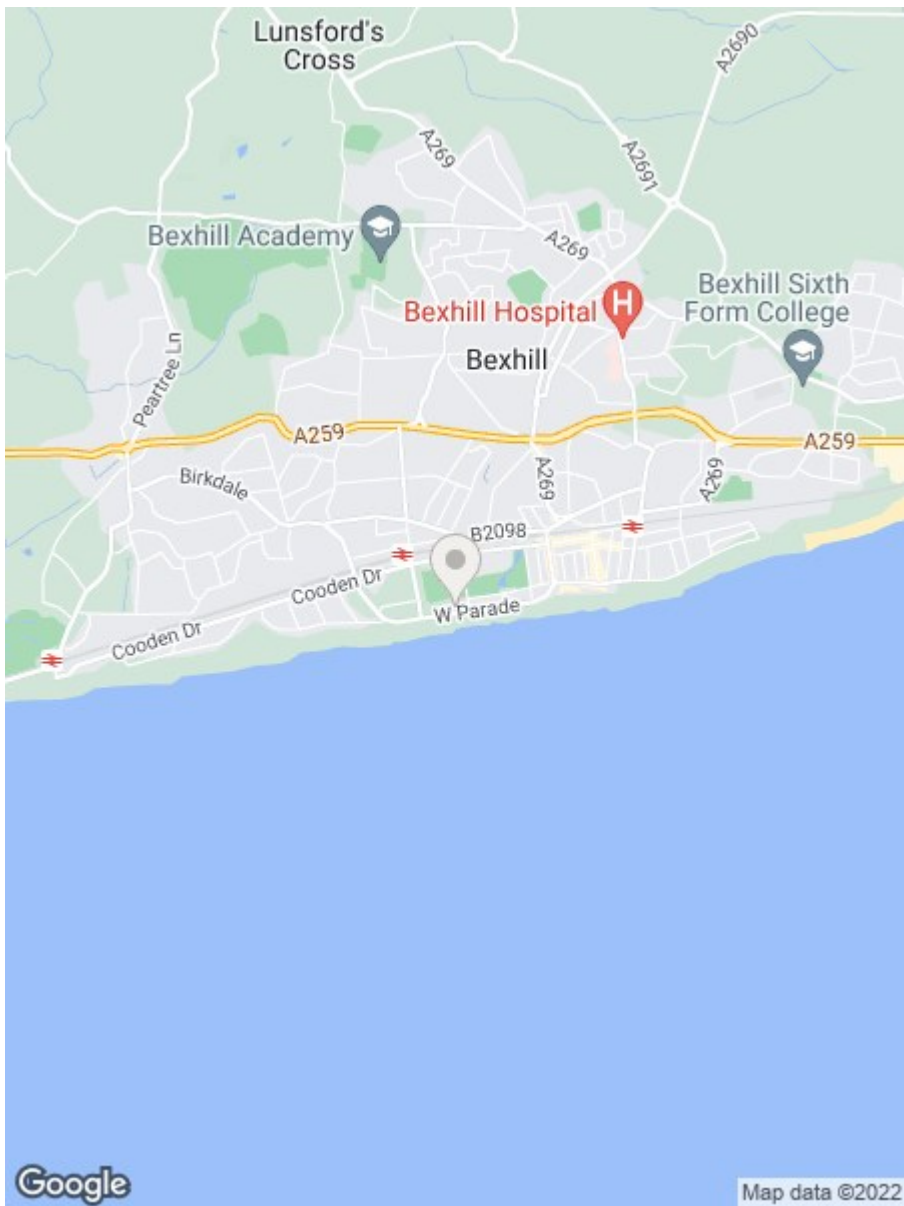 Lunsford's
Cross
A2690
A269
A2691
Bexhill Academy
A269
Bexhill Sixth
Form College
Bexhill Hospital
H
Bexhill
Peartree Ln
A259
A259
Birkdale
A269
A269
B2098
Cooden Dr
W Parade
Cooden Dr
Google
Map data ©2022